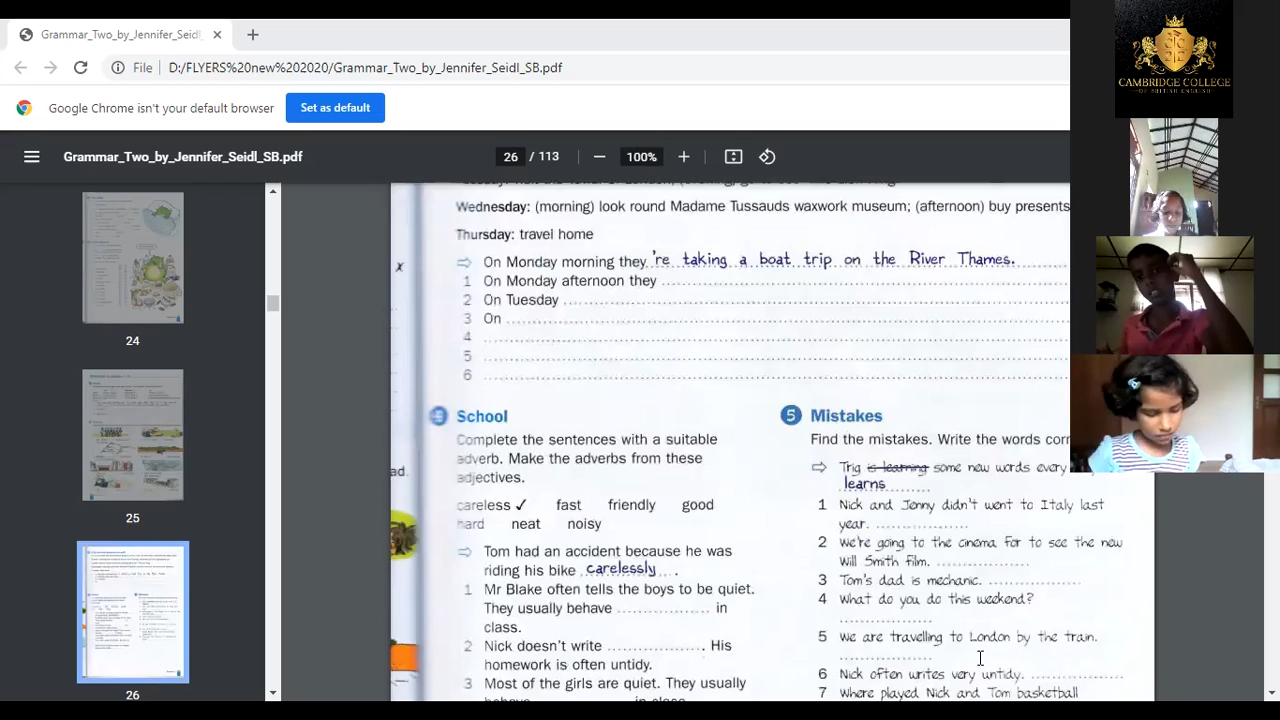 Grammar_Two_by_Jennifer_Seidl_
File D:/FLYERS%20new%202020/Grammar_Two_by_Jennifer_Seidl_SB.pdf
Google Chrome isn't your default browser
Set as default
Grammar_Two_by_Jennifer_Seidl_SB.pdf
26 / 113
100%
24
25
26
Wednesday: (morning) look round Madame Tussauds waxwork museum; (afternoon) buy presents
Thursday: travel home
On Monday morning they 're taking a boat trip on the River Thames.
1 On Monday afternoon they
2 On Tuesday
3 On
4
5
6
School
complete the sentences with a suitable
adverb. Make the adverbs from these
adjectives.
careless ✓ fast friendly good
hard neat noisy
Tom had an accident because he was
riding his bike carelessly .
1 Mr Blake often tells the boys to be quiet.
They usually behave in
class.
2 Nick doesn't write . His
homework is often untidy.
3 Most of the girls are quiet. They usually
behave in class.
5 Mistakes
Find the mistakes. Write the words corr
is learning some new words every
learns
1 Nick and Jenny didn't went to Italy last
year.
2 We're going to the cinema for to see the new
Will Smith film.
3 Tom's dad is mechanic.
4 When do you do the weekend?
5 We are travelling to London by the train.
6 Nick often writes very untidy.
7 Where played Nick and Tom basketball
ad
CAMBRIDGE COLLEGE
OF BRITISH ENGLISH